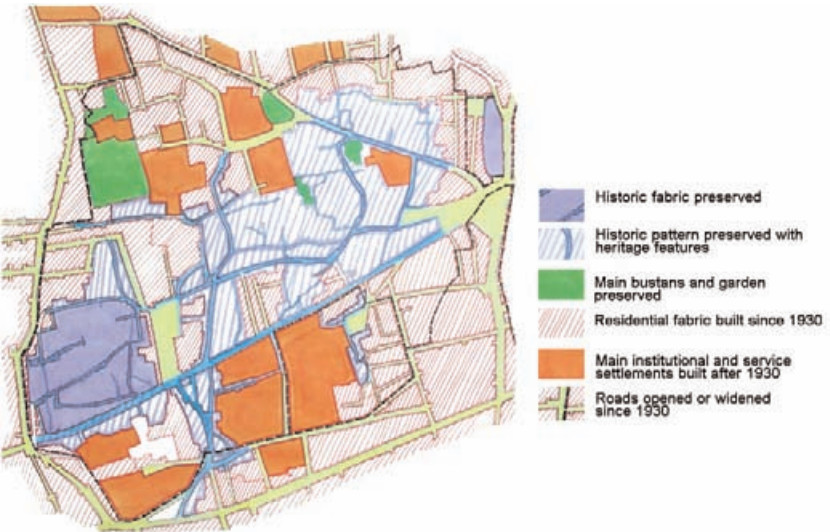 Historic fabric preserved
Historic pattern preserved with
heritage features
Main bustans and garden
preserved
Residential fabric built since 1930
Main institutional and service
settlements built after 1930
Roads opened or widened
since 1930